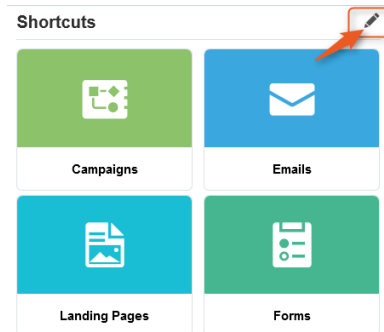 Shortcuts
Campaigns
Emails
Landing Pages
Forms